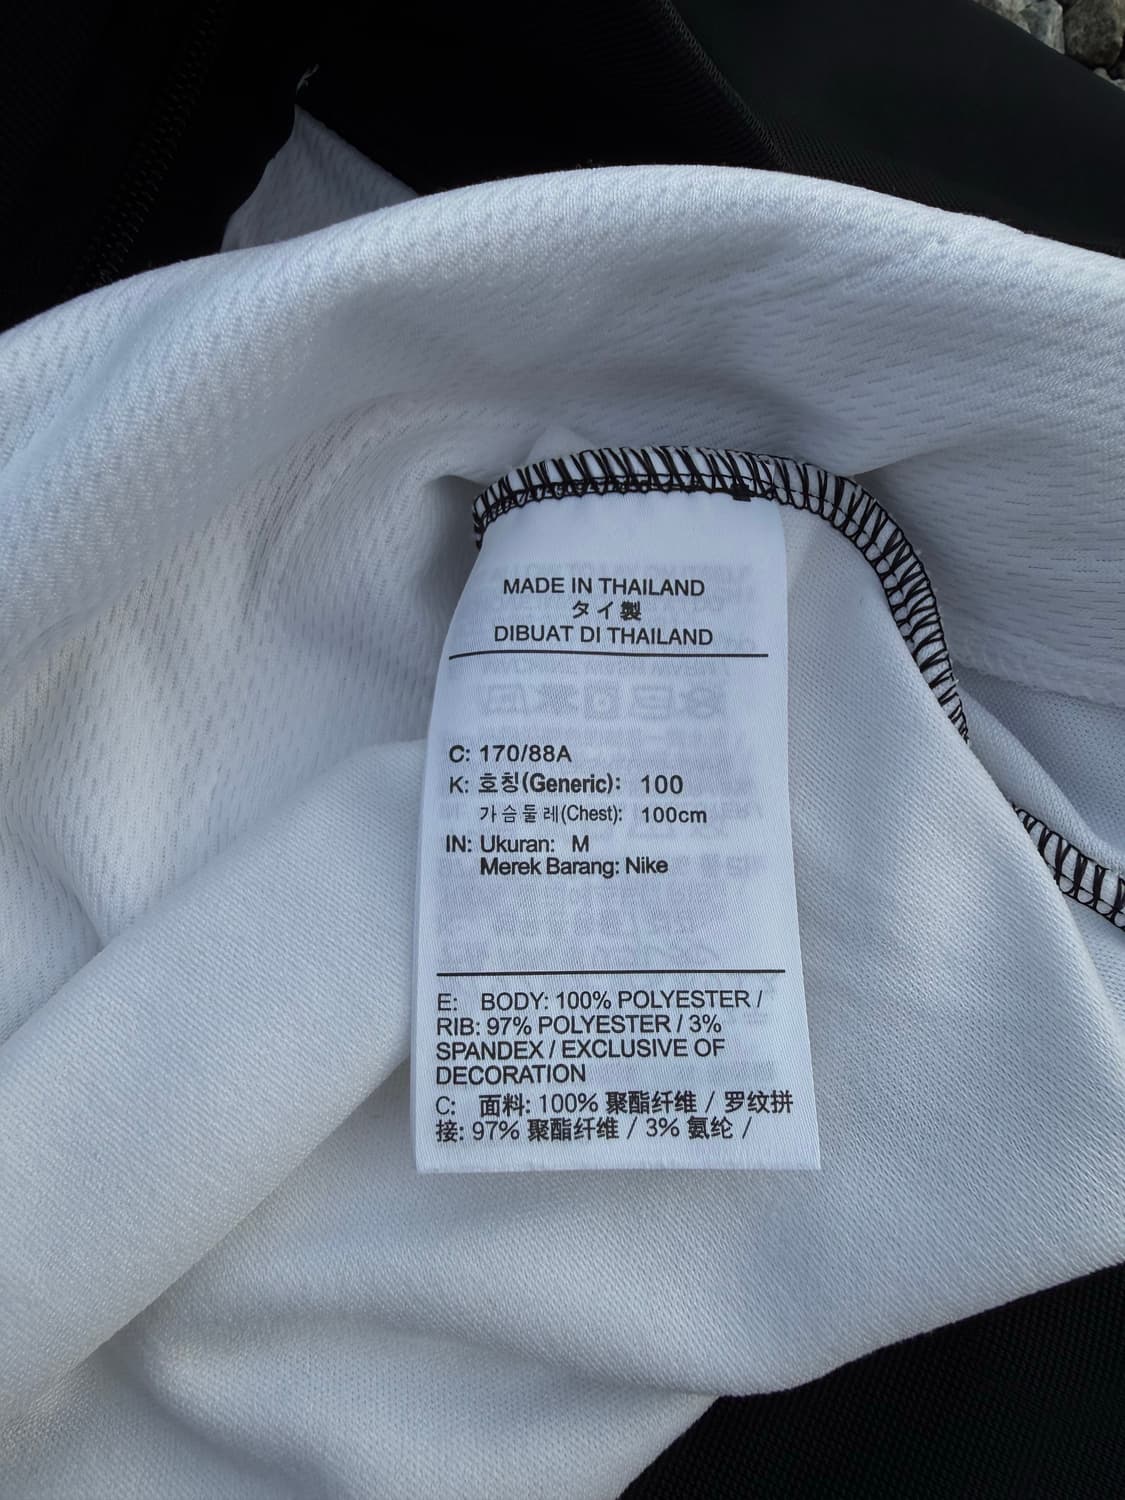 MADE IN THAILAND
タイ製
DIBUAT DI THAILAND
C: 170/88A
K: 호칭(Generic): 100
가슴둘레(Chest): 100cm
IN: Ukuran: M
Merek Barang: Nike
E: BODY: 100% POLYESTER /
RIB: 97% POLYESTER / 3%
SPANDEX / EXCLUSIVE OF
DECORATION
C: 面料: 100% 聚酯纤维 / 罗纹拼
接: 97% 聚酯纤维 / 3% 氨纶 /